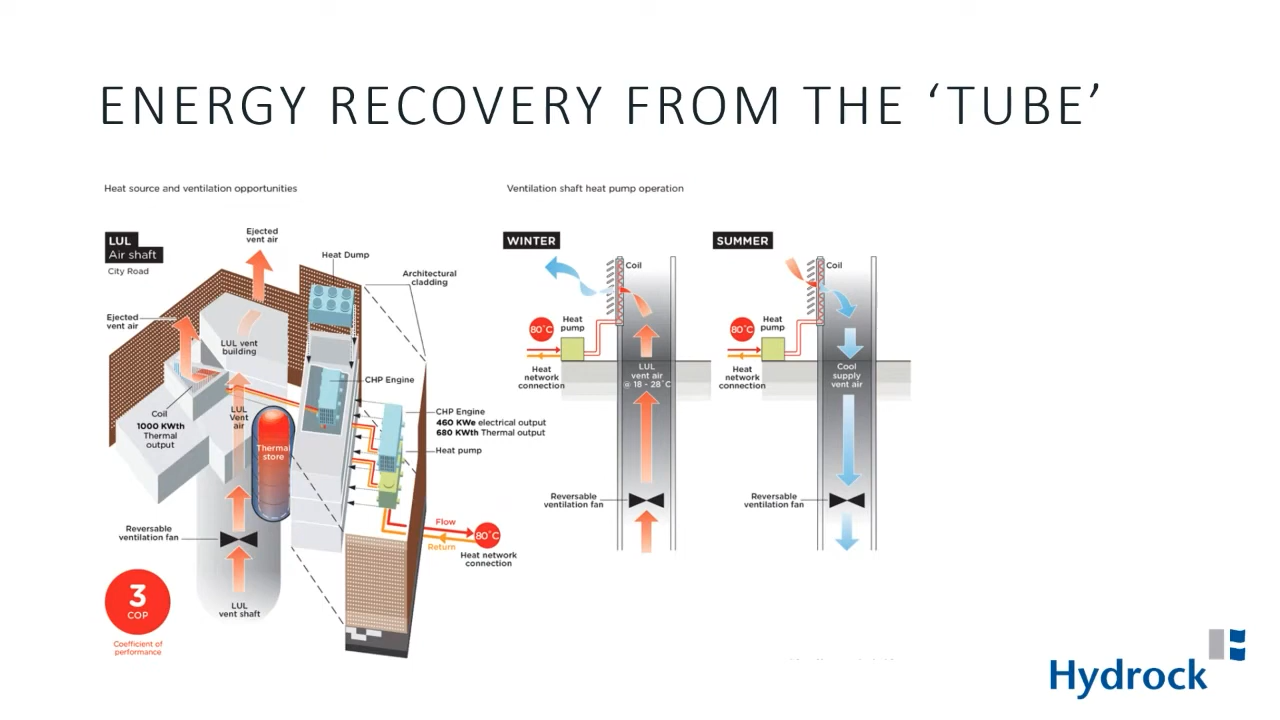 ENERGY RECOVERY FROM THE ‘TUBE’
Heat source and ventilation opportunities
LUL
Air shaft
City Road
Ejected
vent air
Heat Dump
Architectural
cladding
Ejected
vent air
LUL vent
building
CHP Engine
Coil
1000 KWth
Thermal
output
LUL
Vent
air
CHP Engine
460 KWe electrical output
680 KWth Thermal output
Thermal
store
Heat pump
Reversable
ventilation fan
Flow
Return
80°C
Heat network
connection
3
COP
Coefficient of
performance
LUL
vent shaft
Ventilation shaft heat pump operation
WINTER
Coil
80°C
Heat
pump
Heat
network
connection
LUL
vent air
@ 18 - 28°C
Reversable
ventilation fan
SUMMER
Coil
80°C
Heat
pump
Heat
network
connection
Cool
supply
vent air
Reversable
ventilation fan
Hydrock